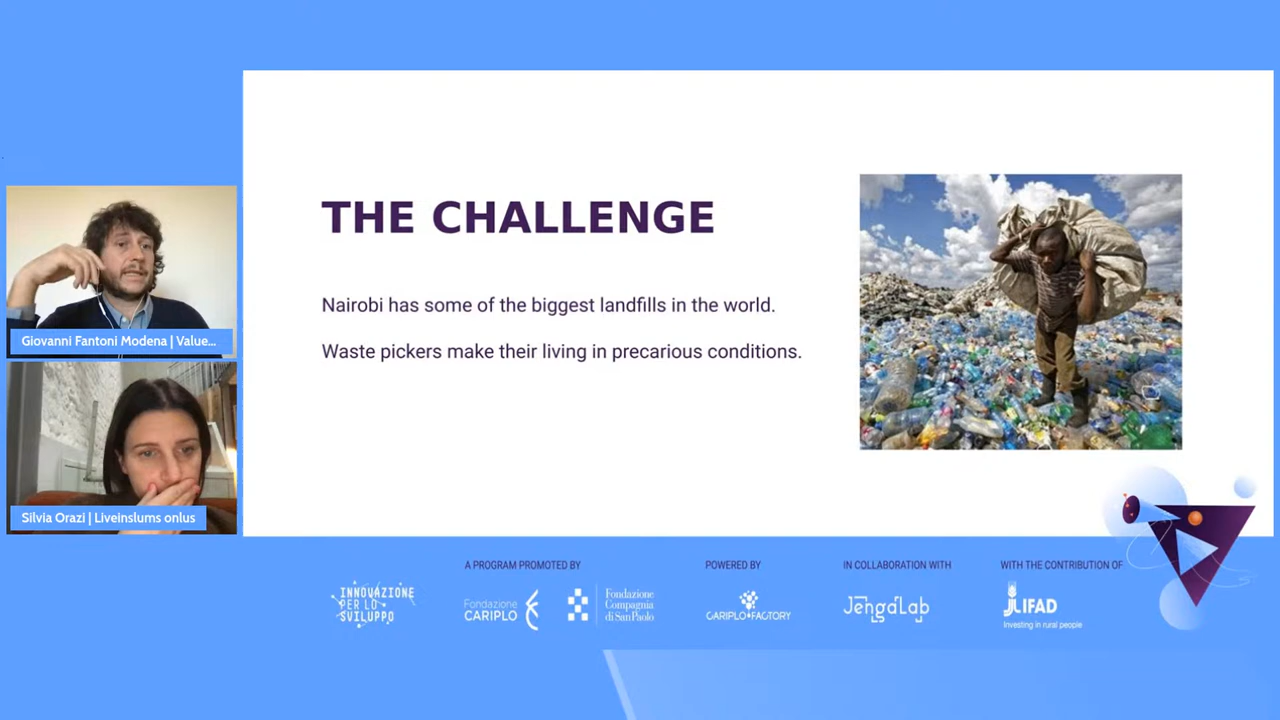 THE CHALLENGE
Nairobi has some of the biggest landfills in the world.
Waste pickers make their living in precarious conditions.
Giovanni Fantoni Modena | Value...
Silvia Orazi | Liveinslums onlus
A PROGRAM PROMOTED BY
POWERED BY
IN COLLABORATION WITH
WITH THE CONTRIBUTION OF
INNOVAZIONE
PER LO
SVILUPPO
Fondazione
CARIPLO
Fondazione
Compagnia
di San Paolo
CARIPLO FACTORY
JengaLab
JLIFAD
Investing in rural people